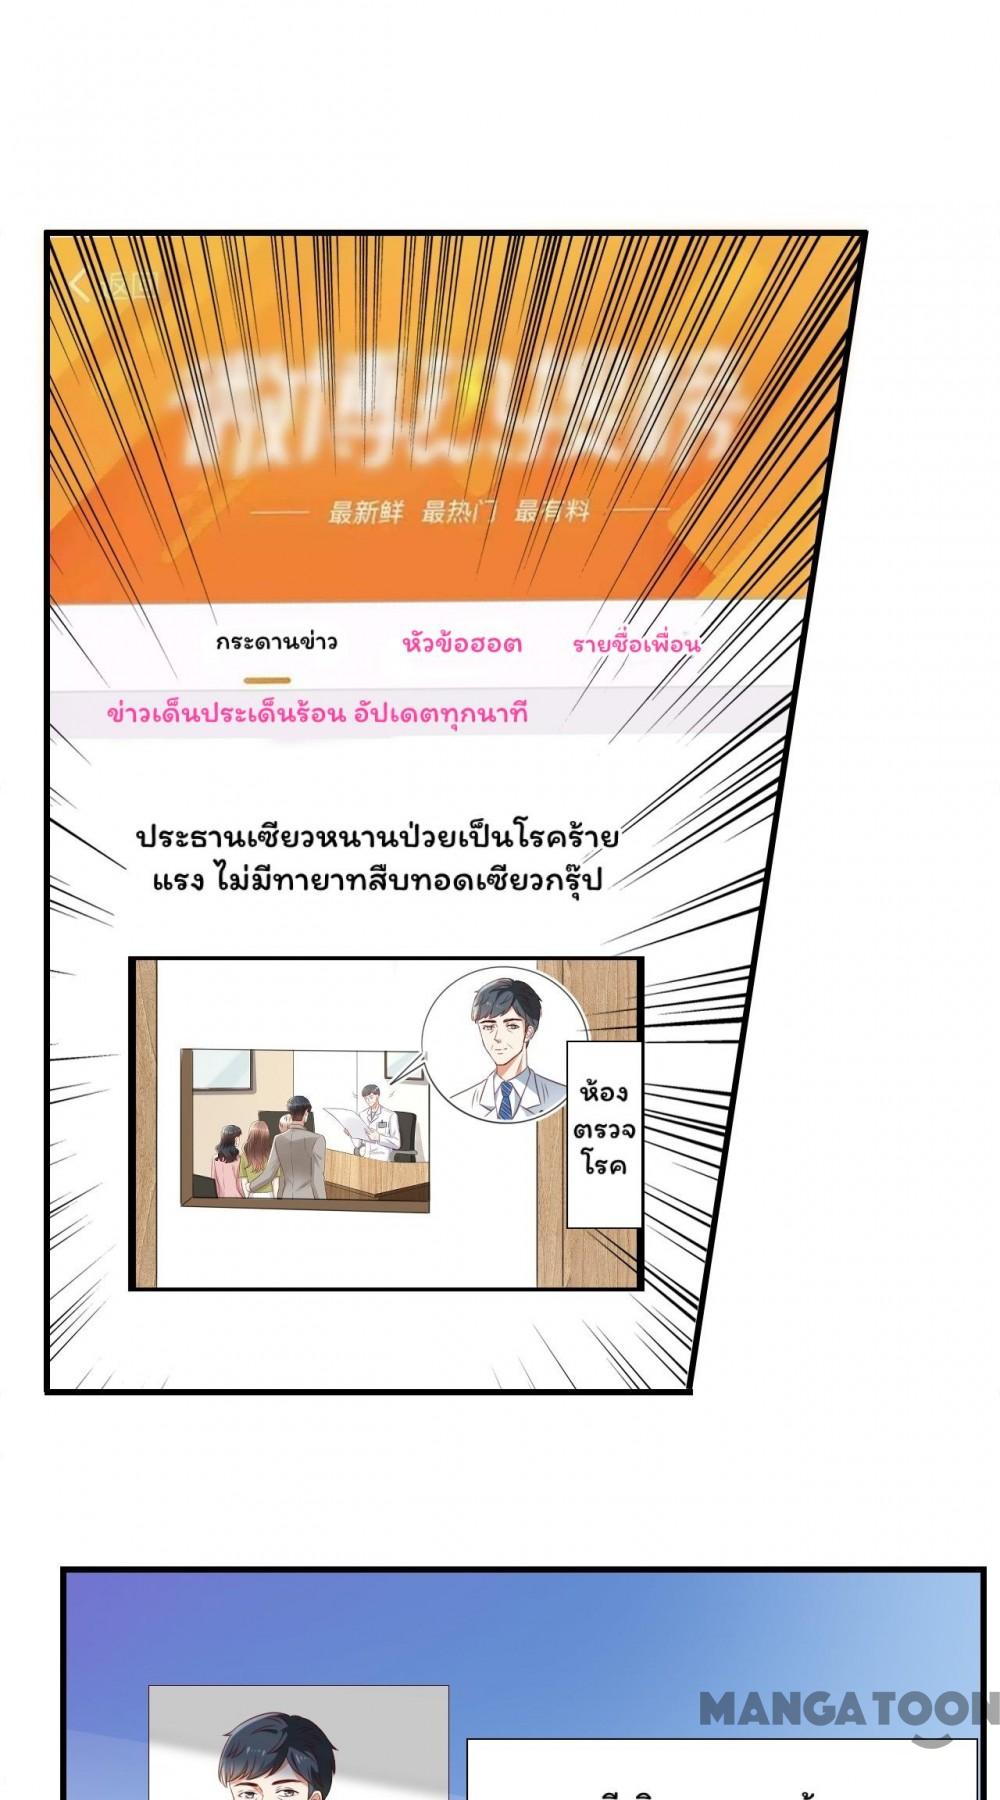 返回
最新鲜 最热门 最有料
กระดานข่าว หัวข้อฮอต รายชื่อเพื่อน
ข่าวเด็นประเด็นร้อน อัปเดตทุกนาที
ประธานเซียวหนานป่วยเป็นโรคร้าย
แรง ไม่มีทายาทสืบทอดเซียวกรุ๊ป
ห้อง
ตรวจ
โรค
MANGATOON